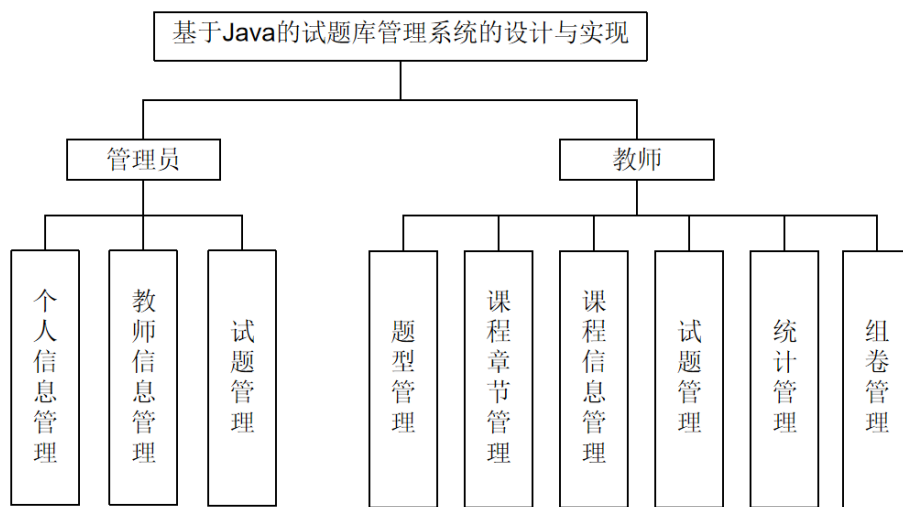 基于Java的试题库管理系统的设计与实现
管理员
教师
个人信息管理
教师信息管理
试题管理
题型管理
课程章节管理
课程信息管理
试题管理
统计管理
组卷管理